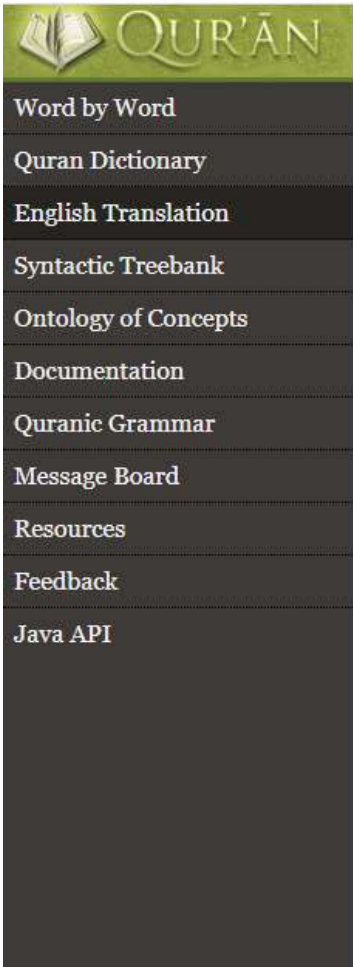 QUR’ĀN
Word by Word
Quran Dictionary
English Translation
Syntactic Treebank
Ontology of Concepts
Documentation
Quranic Grammar
Message Board
Resources
Feedback
Java API